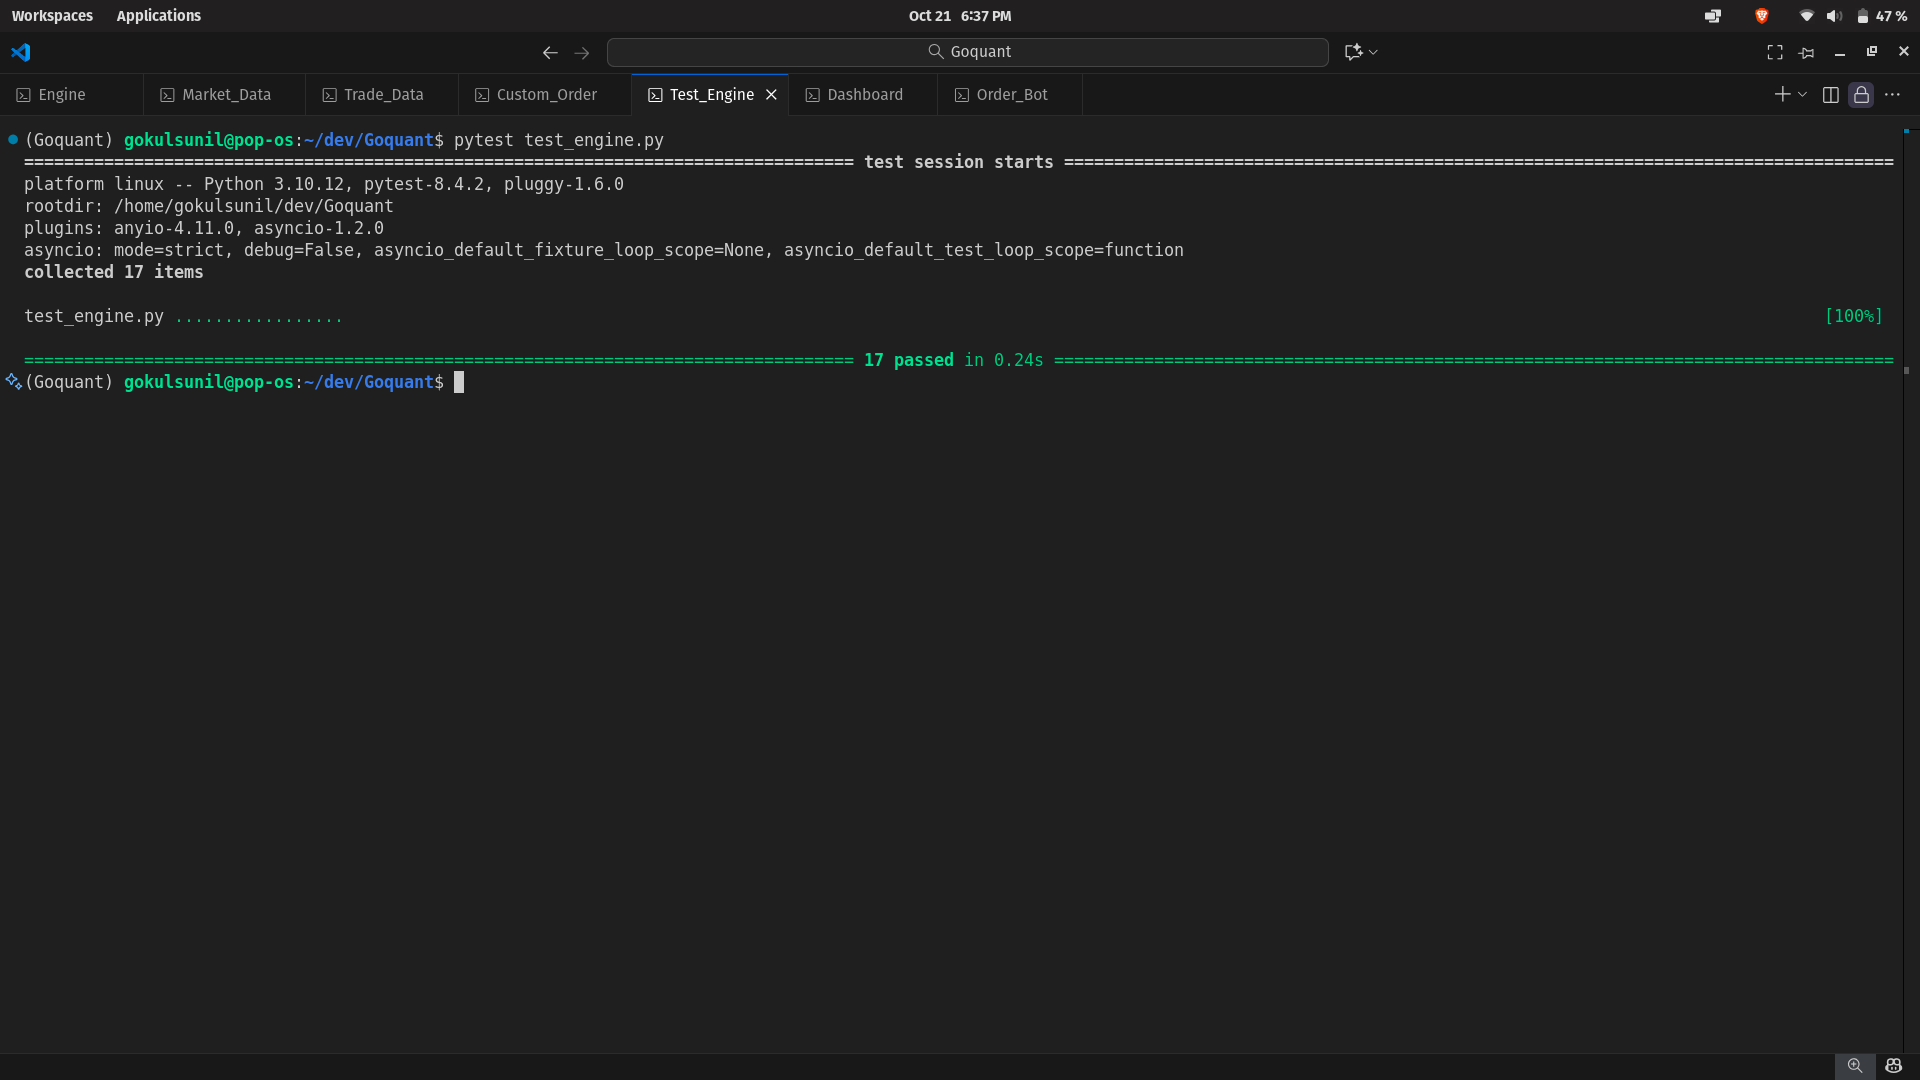 Workspaces Applications Oct 21 6:37 PM 47 %
Goquant
Engine Market_Data Trade_Data Custom_Order Test_Engine Dashboard Order_Bot
(Goquant) gokulsunil@pop-os:~/dev/Goquant$ pytest test_engine.py
=================================================================================== test session starts ===================================================================================
platform linux -- Python 3.10.12, pytest-8.4.2, pluggy-1.6.0
rootdir: /home/gokulsunil/dev/Goquant
plugins: anyio-4.11.0, asyncio-1.2.0
asyncio: mode=strict, debug=False, asyncio_default_fixture_loop_scope=None, asyncio_default_test_loop_scope=function
collected 17 items
test_engine.py ................. [100%]
=================================================================================== 17 passed in 0.24s ====================================================================================
(Goquant) gokulsunil@pop-os:~/dev/Goquant$